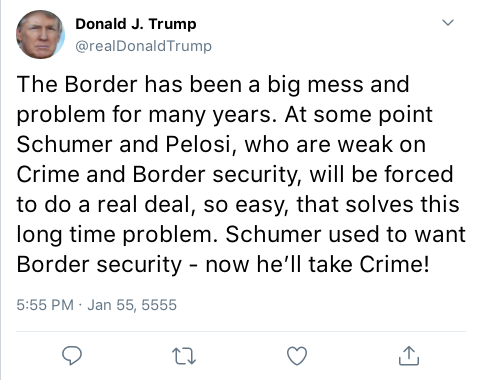 Donald J. Trump
@realDonaldTrump
The Border has been a big mess and
problem for many years. At some point
Schumer and Pelosi, who are weak on
Crime and Border security, will be forced
to do a real deal, so easy, that solves this
long time problem. Schumer used to want
Border security - now he’ll take Crime!
5:55 PM · Jan 55, 5555